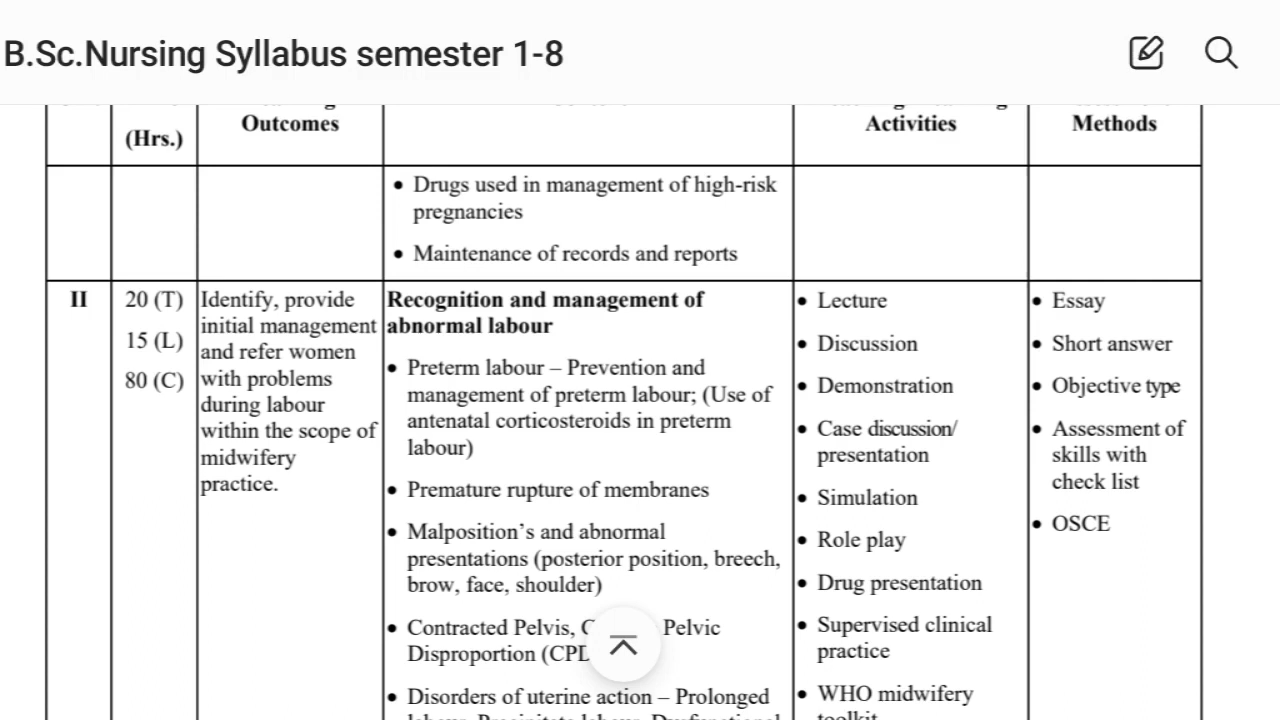 B.Sc.Nursing Syllabus semester 1-8
(Hrs.)
Outcomes
Activities
Methods
• Drugs used in management of high-risk
pregnancies
• Maintenance of records and reports
II
20 (T)
15 (L)
80 (C)
Identify, provide
initial management
and refer women
with problems
during labour
within the scope of
midwifery
practice.
Recognition and management of
abnormal labour
• Preterm labour – Prevention and
management of preterm labour; (Use of
antenatal corticosteroids in preterm
labour)
• Premature rupture of membranes
• Malposition’s and abnormal
presentations (posterior position, breech,
brow, face, shoulder)
• Contracted Pelvis, Pelvic
Disproportion
• Disorders of uterine action – Prolonged
• Lecture
• Discussion
• Demonstration
• Case discussion/
presentation
• Simulation
• Role play
• Drug presentation
• Supervised clinical
practice
• WHO midwifery
toolkit
• Essay
• Short answer
• Objective type
• Assessment of
skills with
check list
• OSCE